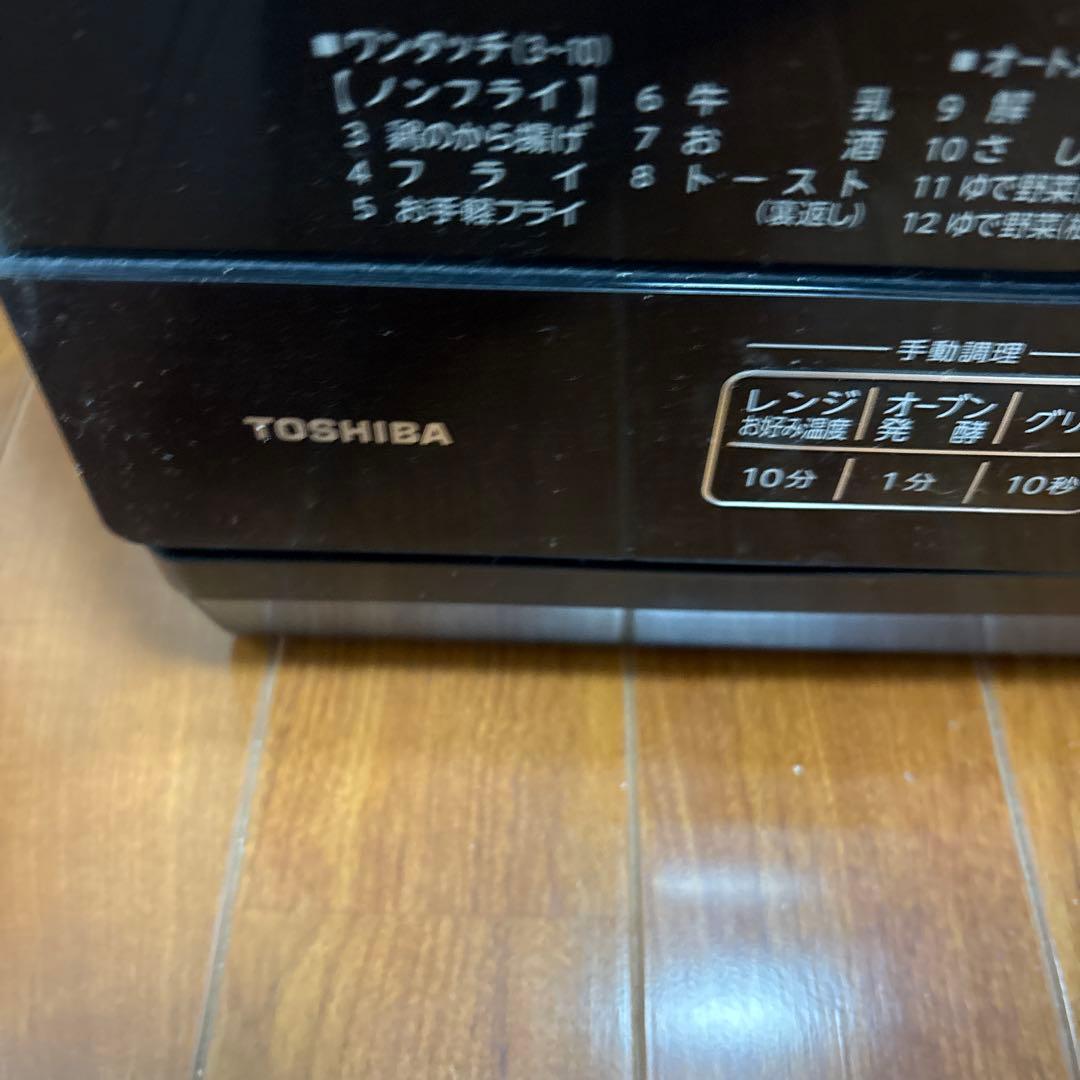 ■ワンタッチ(3~10)
【ノンフライ】
3 鶏のから揚げ
4 フライ
5 お手軽フライ
6 牛乳
7 お酒
8 トースト
(裏返し)
■オート
9 解
10 さし
11 ゆで野菜
12 ゆで野菜
手動調理
レンジ
お好み温度
オーブン
発酵
グリ
10分
1分
10秒
TOSHIBA